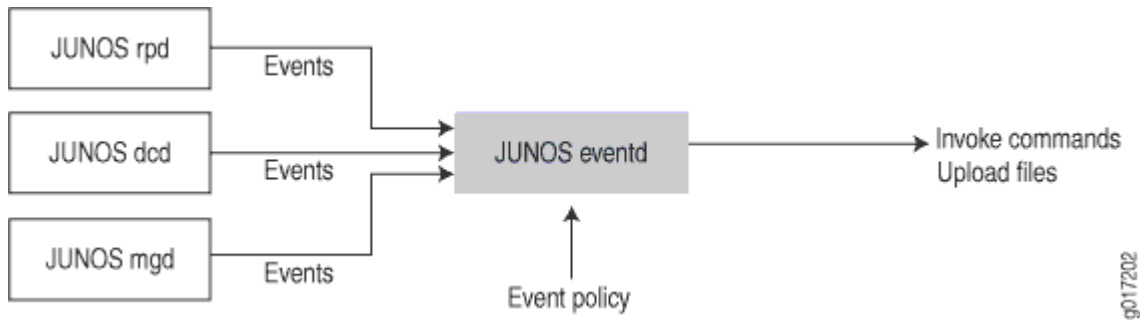 JUNOS rpd
Events
JUNOS dcd
Events
JUNOS mgd
Events
JUNOS eventd
Event policy
Invoke commands
Upload files
g017202